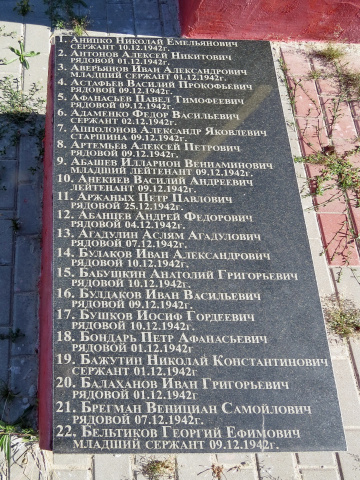 1. Анишко Николай Емельянович
сержант 10.12.1942г.
2. Антонов Алексей Никитович
рядовой 01.12.1942г.
3. Аверьянов Иван Александрович
младший сержант 01.12.1942г.
4. Астафьев Василий Прокофьевич
рядовой 09.12.1942г.
5. Афанасьев Павел Тимофеевич
рядовой 09.12.1942г.
6. Адаменко Федор Васильевич
сержант 02.12.1942г.
7. Апполонов Александр Яковлевич
старшина 09.12.1942г.
8. Артемьев Алексей Петрович
рядовой 09.12.1942г.
9. Абашев Илларион Вениаминович
младший лейтенант 09.12.1942г.
10. Анекиев Василий Андреевич
лейтенант 09.12.1942г.
11. Аржаных Петр Павлович
рядовой 25.12.1942г.
12. Абанцев Андрей Федорович
рядовой 04.12.1942г.
13. Агадулин Аслям Агадулович
рядовой 07.12.1942г.
14. Булаков Иван Александрович
рядовой 10.12.1942г.
15. Бабушкин Анатолий Григорьевич
рядовой 10.12.1942г.
16. Булдаков Иван Васильевич
рядовой 09.12.1942г.
17. Бушков Иосиф Гордеевич
рядовой 10.12.1942г.
18. Бондарь Петр Афанасьевич
рядовой 01.12.1942г
19. Бажутин Николай Константинович
сержант 01.12.1942г.
20. Балаханов Иван Григорьевич
рядовой 01.12.1942г.
21. Брегман Венициан Самойлович
рядовой 07.12.1942г.
22. Бельтиков Георгий Ефимович
младший сержант 09.12.1942г.